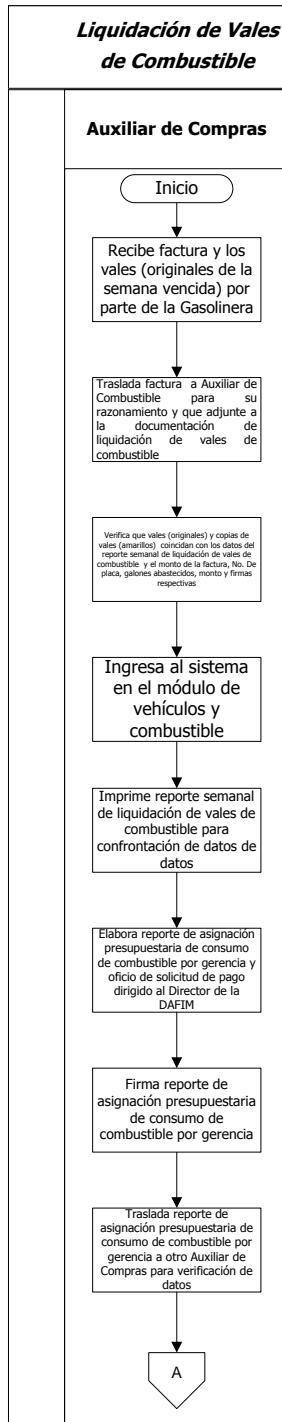 Liquidación de Vales
de Combustible
Auxiliar de Compras
Inicio
Recibe factura y los
vales (originales de la
semana vencida) por
parte de la Gasolinera
Traslada factura a Auxiliar de
Combustible para su
razonamiento y que adjunte a
la documentación de
liquidación de vales de
combustible
Verifica que vales (originales) y copias de
vales (amarillos) coincidan con los datos del
reporte semanal de liquidación de vales de
combustible y el monto de la factura, No. De
placa, galones abastecidos, monto y firmas
respectivas
Ingresa al sistema
en el módulo de
vehículos y
combustible
Imprime reporte semanal
de liquidación de vales de
combustible para
confrontación de datos de
datos
Elabora reporte de asignación
presupuestaria de consumo
de combustible por gerencia y
oficio de solicitud de pago
dirigido al Director de la
DAFIM
Firma reporte de
asignación presupuestaria
de consumo de
combustible por gerencia
Traslada reporte de
asignación presupuestaria de
consumo de combustible por
gerencia a otro Auxiliar de
Compras para verificación de
datos
A